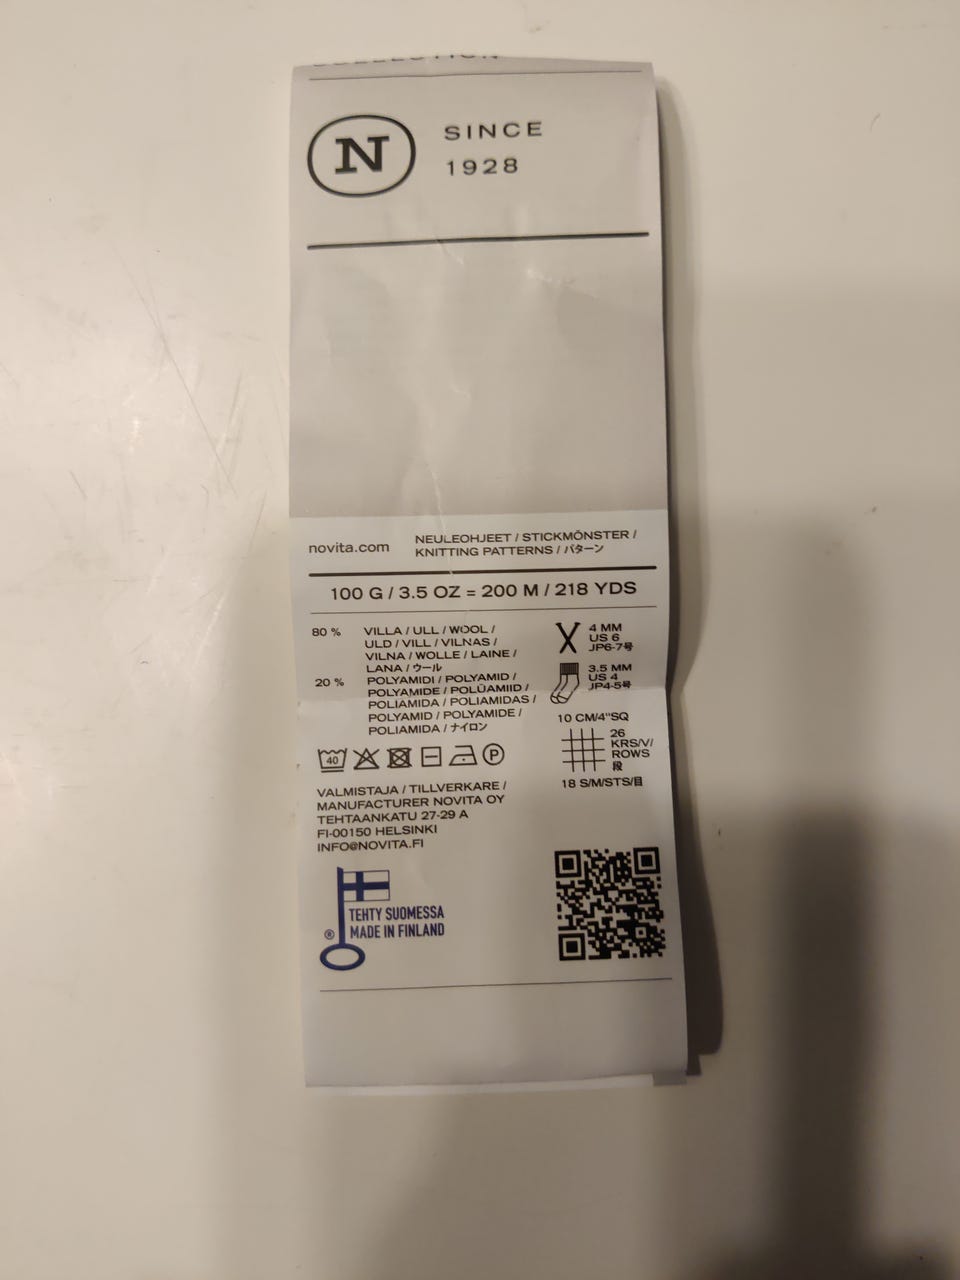 N
SINCE
1928
novita.com
NEULEOHJEET / STICKMÖNSTER /
KNITTING PATTERNS / パターン
100 G / 3.5 OZ = 200 M / 218 YDS
80 %
VILLA / ULL / WOOL /
ULD / VILL / VILNAS /
VILNA / WOLLE / LAINE /
LANA / ウール
20 %
POLYAMIDI / POLYAMID /
POLYAMIDE / POLÜAMIID /
POLIAMIDA / POLIAMIDAS /
POLYAMID / POLYAMIDE /
POLIAMIDA / ナイロン
4 MM
US 6
JP6-7号
3.5 MM
US 4
JP4-5号
10 CM/4"SQ
26
KRS/V/
ROWS
段
18 S/M/STS/目
40
P
VALMISTAJA / TILLVERKARE /
MANUFACTURER NOVITA OY
TEHTAANKATU 27-29 A
FI-00150 HELSINKI
INFO@NOVITA.FI
TEHTY SUOMESSA
® MADE IN FINLAND